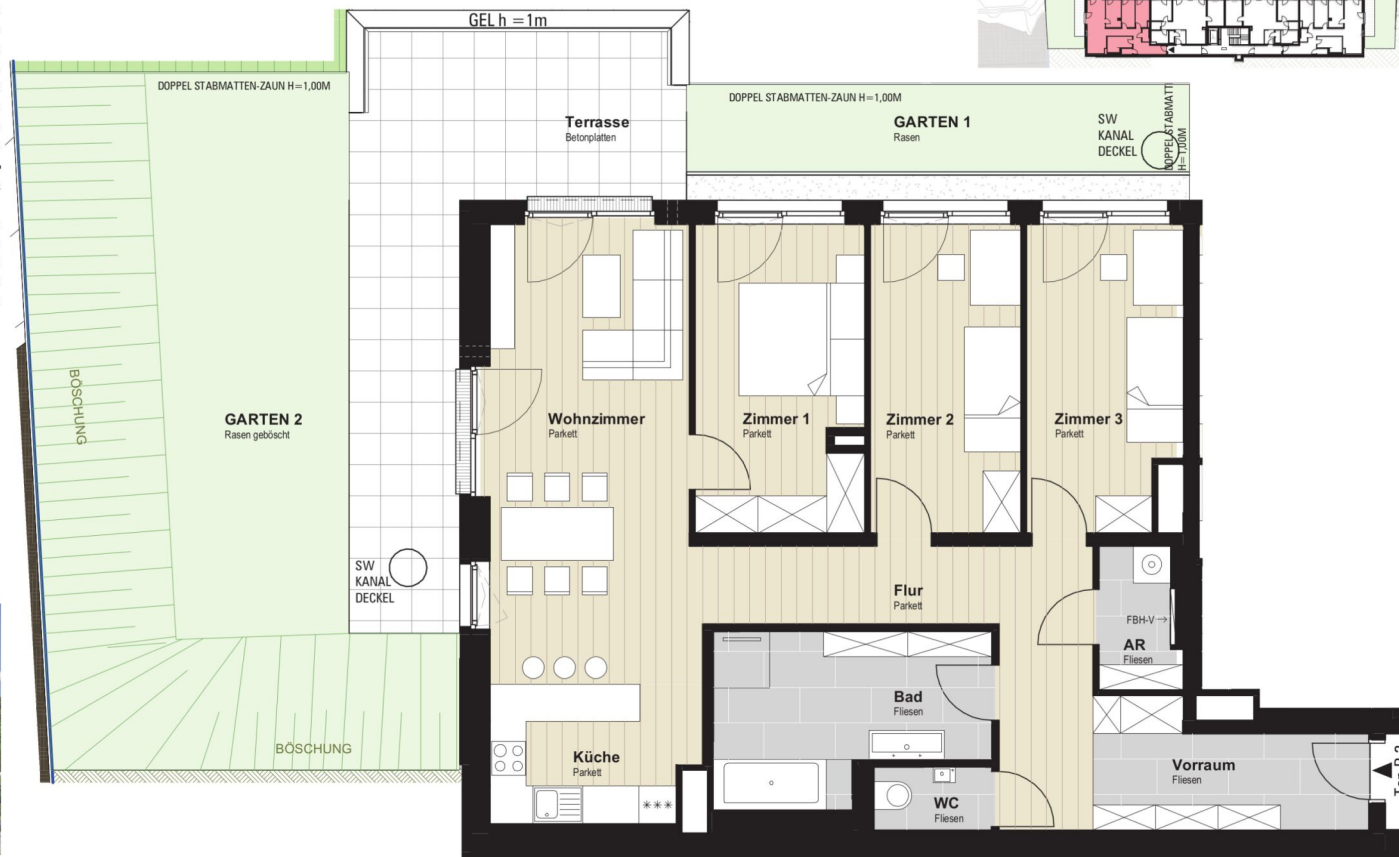 GEL h =1m
DOPPEL STABMATTEN-ZAUN H=1,00M
DOPPEL STABMATTEN-ZAUN H=1,00M
Terrasse
Betonplatten
GARTEN 1
Rasen
SW
KANAL
DECKEL
DOPPEL STABMATT
H=1,00M
BÖSCHUNG
GARTEN 2
Rasen geböscht
Wohnzimmer
Parkett
Zimmer 1
Parkett
Zimmer 2
Parkett
Zimmer 3
Parkett
SW
KANAL
DECKEL
Flur
Parkett
FBH-V
AR
Fliesen
Bad
Fliesen
BÖSCHUNG
Küche
Parkett
***
WC
Fliesen
Vorraum
Fliesen